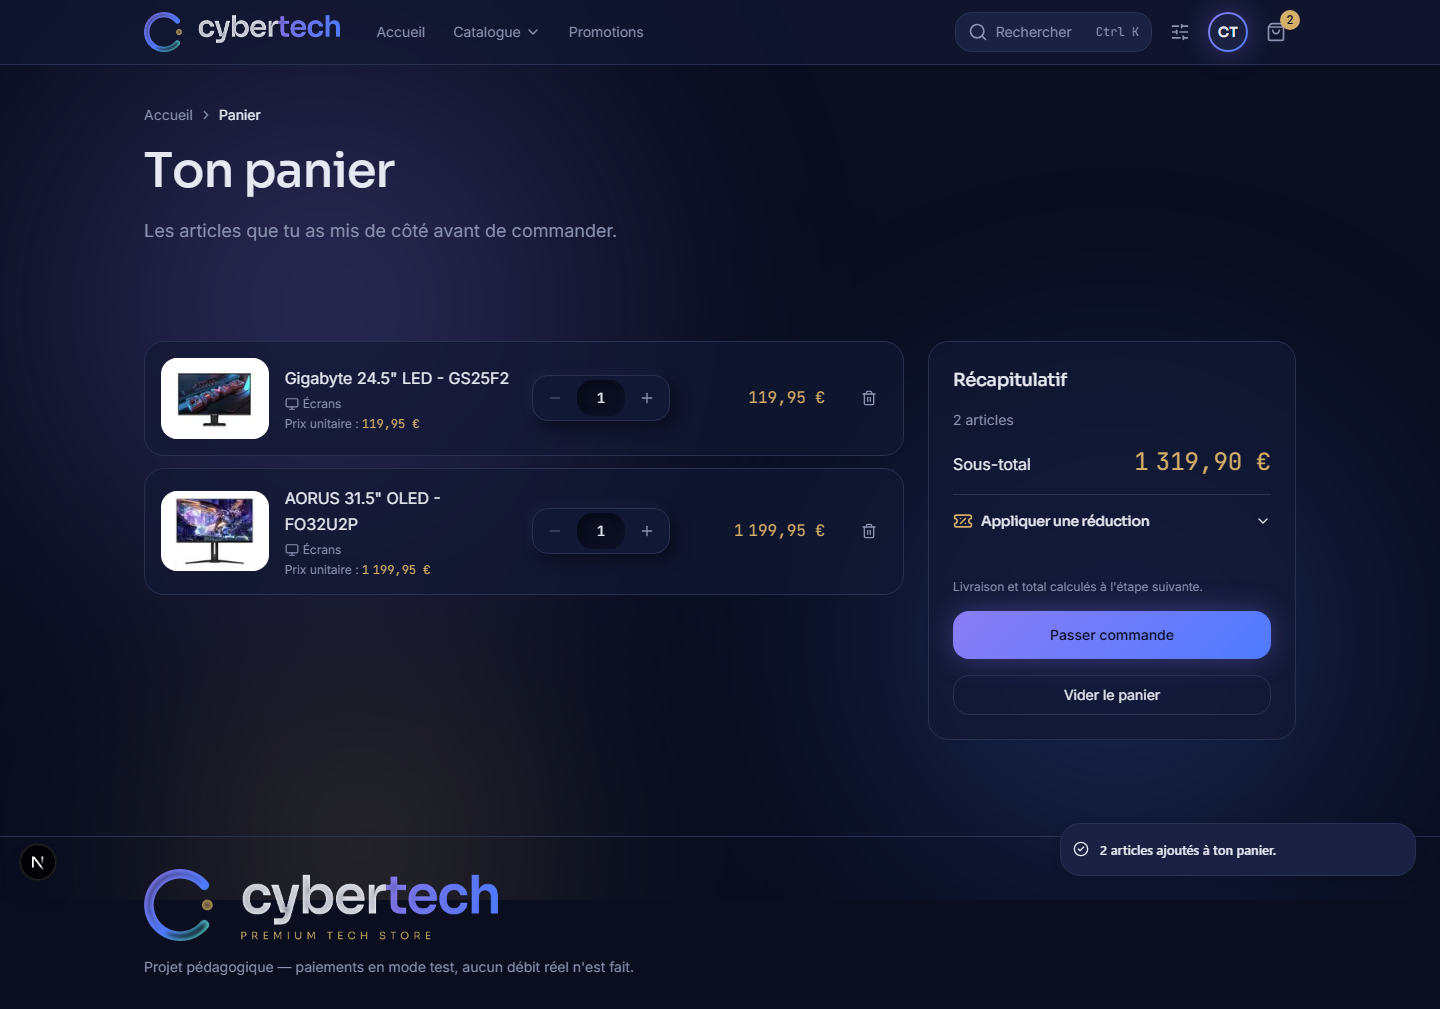 cybertech
Accueil
Catalogue
Promotions
Rechercher
Ctrl K
CT
2
Accueil
Panier
Ton panier
Les articles que tu as mis de côté avant de commander.
Gigabyte 24.5" LED - GS25F2
Écrans
Prix unitaire : 119,95 €
1
119,95 €
AORUS 31.5" OLED -
FO32U2P
Écrans
Prix unitaire : 1 199,95 €
1
1 199,95 €
Récapitulatif
2 articles
Sous-total
1 319,90 €
Appliquer une réduction
Livraison et total calculés à l'étape suivante.
Passer commande
Vider le panier
2 articles ajoutés à ton panier.
N
cybertech
PREMIUM TECH STORE
Projet pédagogique — paiements en mode test, aucun débit réel n'est fait.